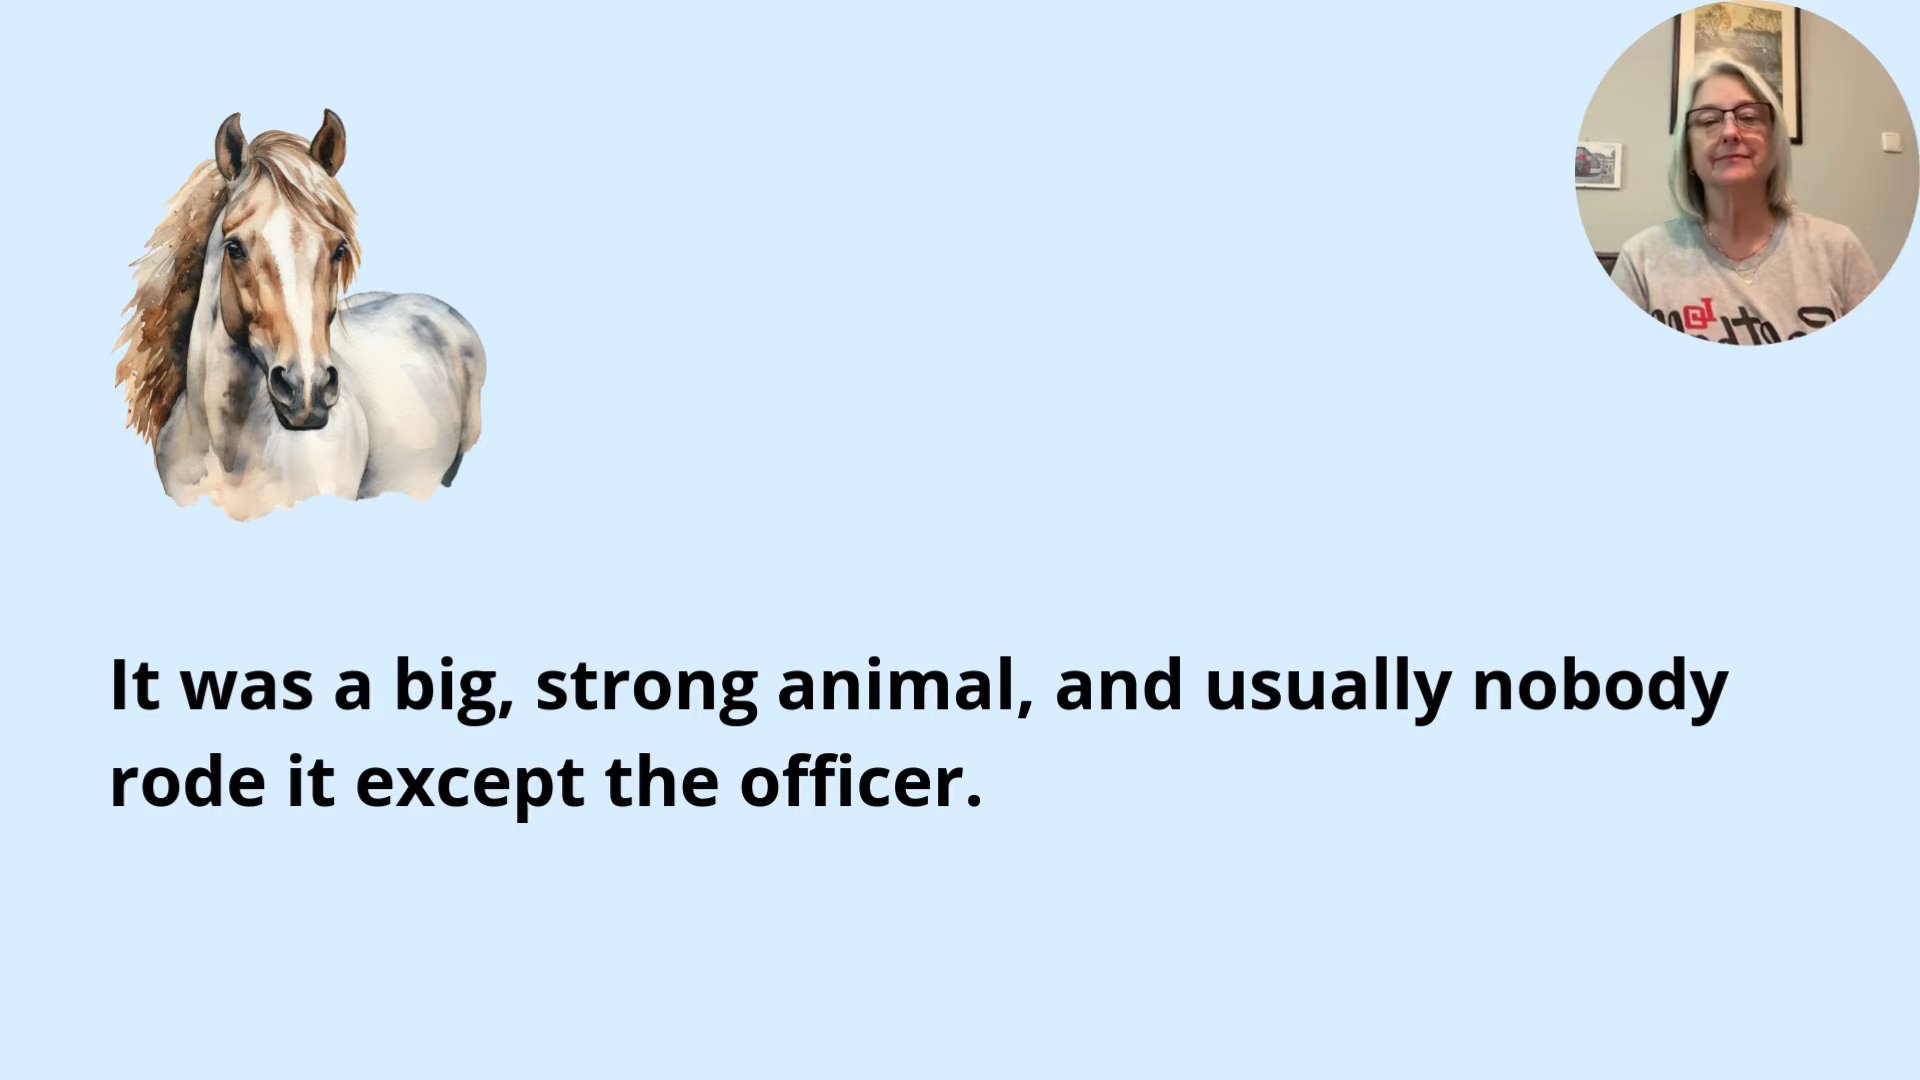 It was a big, strong animal, and usually nobody
rode it except the officer.